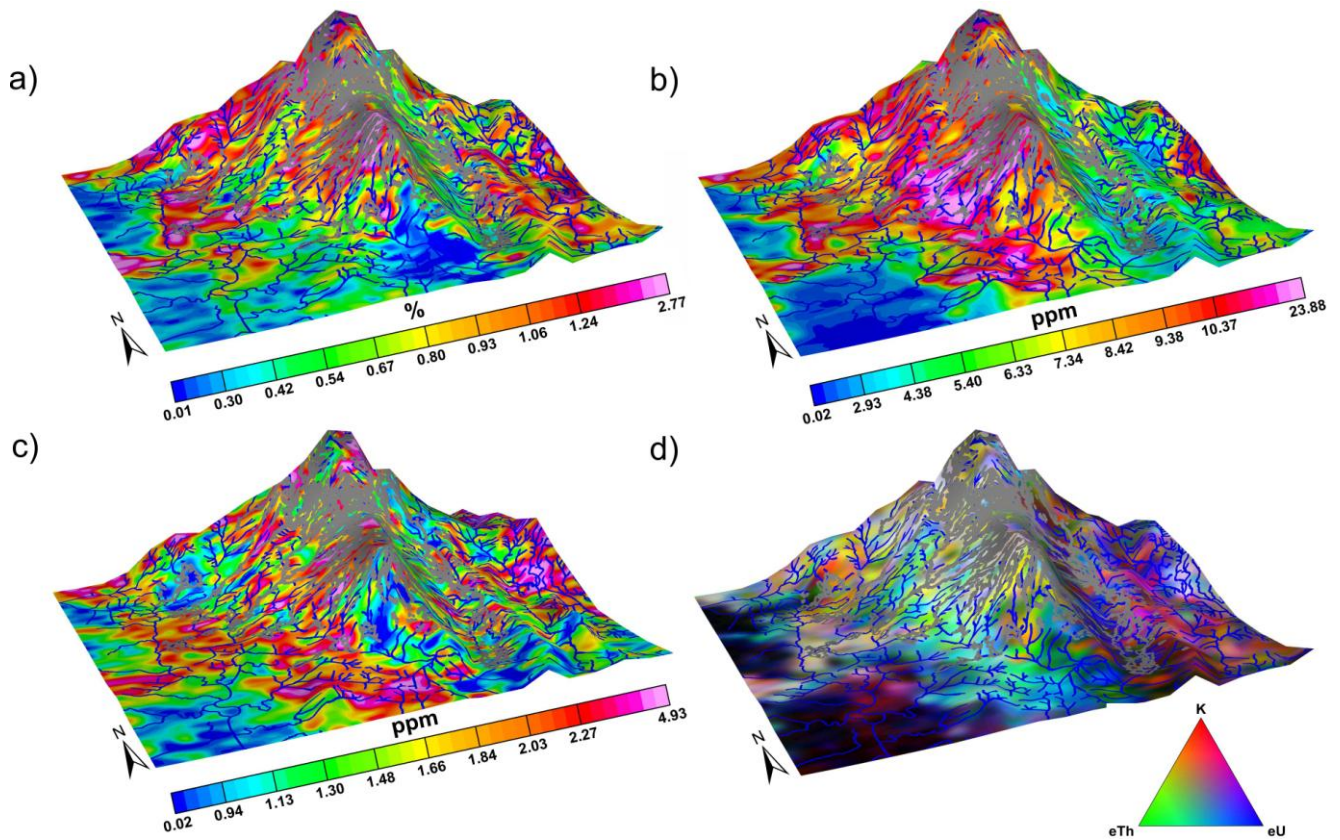 a)
N
%
0.01 0.30 0.42 0.54 0.67 0.80 0.93 1.06 1.24 2.77
b)
N
ppm
0.02 2.93 4.38 5.40 6.33 7.34 8.42 9.38 10.37 23.88
c)
N
ppm
0.02 0.94 1.13 1.30 1.48 1.66 1.84 2.03 2.27 4.93
d)
N
K
eTh eU